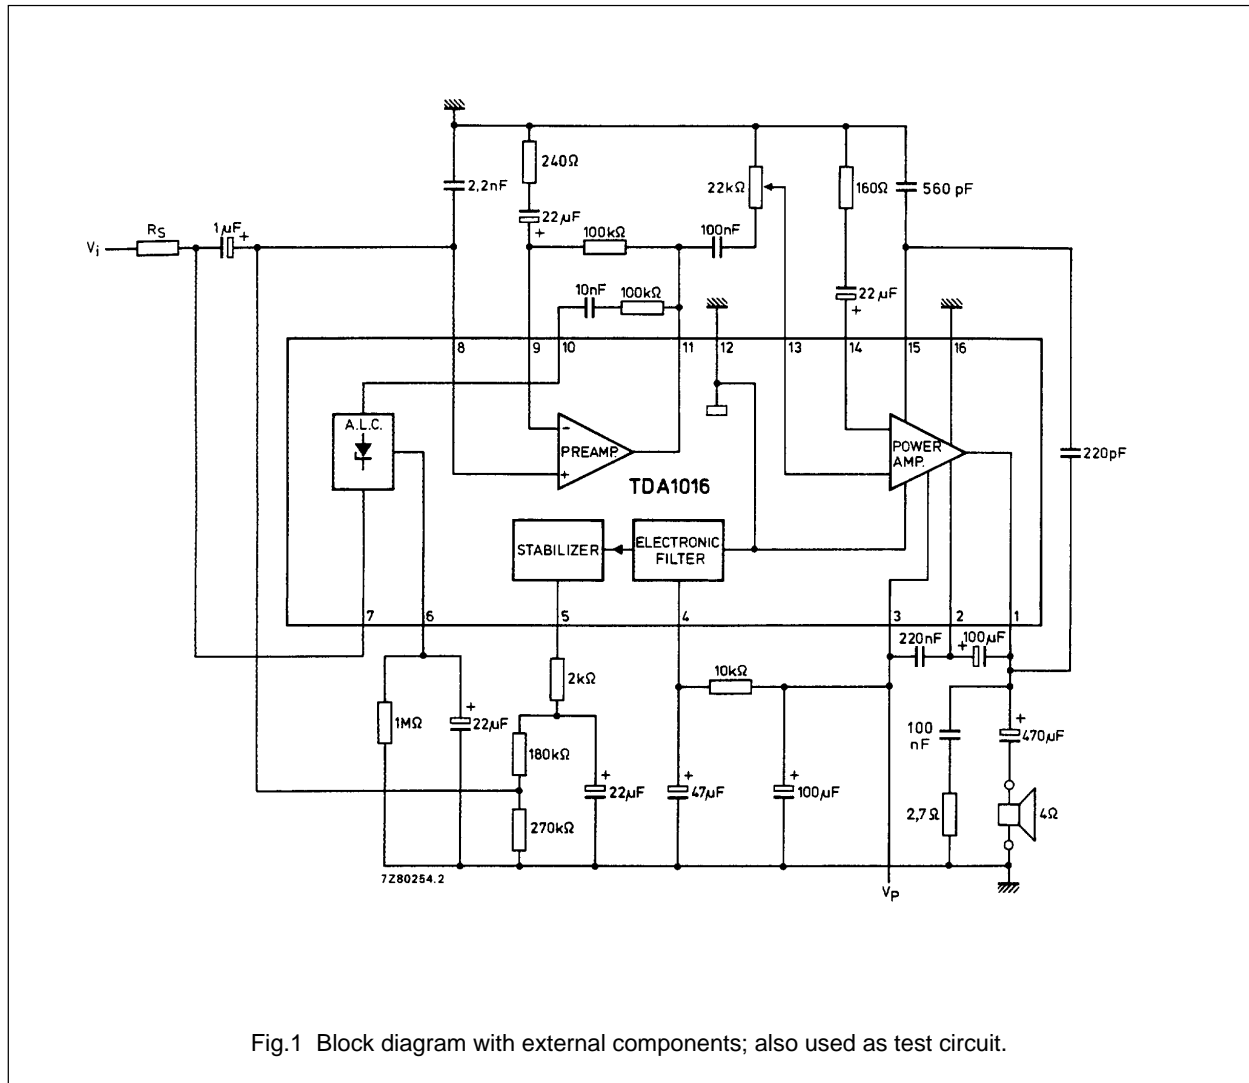 240Ω
2,2nF
22kΩ
160Ω
560 pF
22µF
1µF
+
RS
Vi
+
100kΩ
100nF
10nF
100kΩ
22µF
+
8
9
10
11
12
13
14
15
16
A.L.C.
−
PREAMP.
+
POWER
AMP.
220pF
TDA1016
STABILIZER
ELECTRONIC
FILTER
7
6
5
4
3
2
1
220nF
+
100µF
2kΩ
10kΩ
1MΩ
+
22µF
180kΩ
+
22µF
+
47µF
+
100µF
100
nF
+
470µF
270kΩ
2,7Ω
4Ω
7Z80254.2
VP
Fig.1 Block diagram with external components; also used as test circuit.